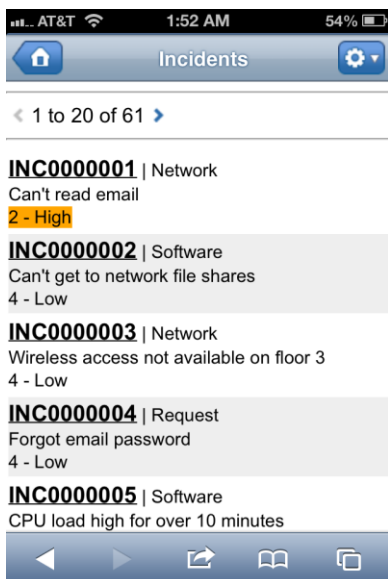 AT&T 1:52 AM 54%
Incidents
1 to 20 of 61
INC0000001 | Network
Can't read email
2 - High
INC0000002 | Software
Can't get to network file shares
4 - Low
INC0000003 | Network
Wireless access not available on floor 3
4 - Low
INC0000004 | Request
Forgot email password
4 - Low
INC0000005 | Software
CPU load high for over 10 minutes